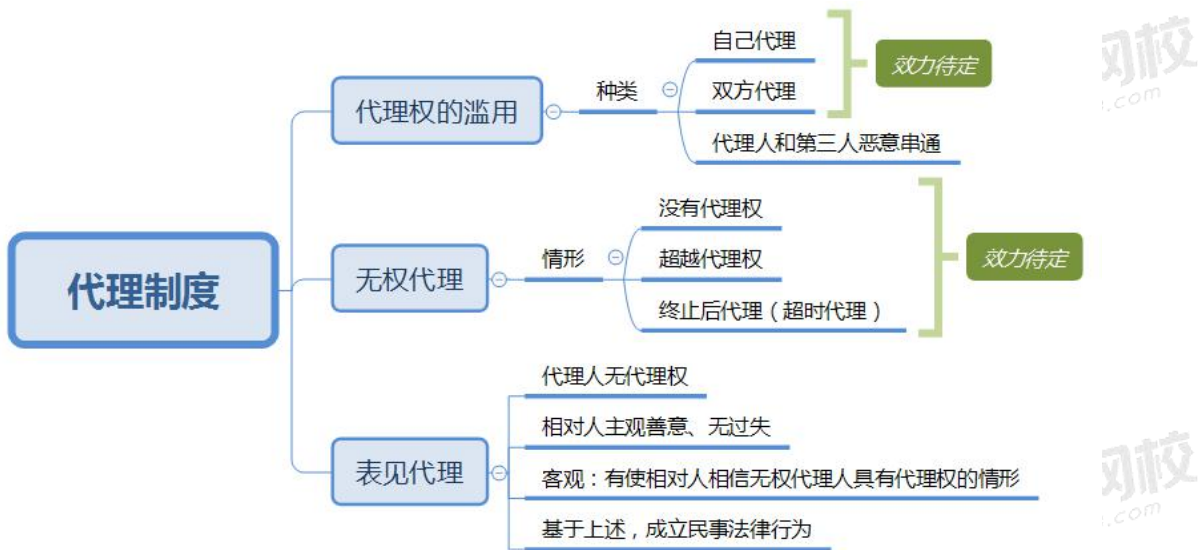 代理制度
代理权的滥用
种类
自己代理
双方代理
代理人和第三人恶意串通
效力待定
无权代理
情形
没有代理权
超越代理权
终止后代理（超时代理）
效力待定
表见代理
代理人无代理权
相对人主观善意、无过失
客观：有使相对人相信无权代理人具有代理权的情形
基于上述，成立民事法律行为
网校
.com
网校
.com